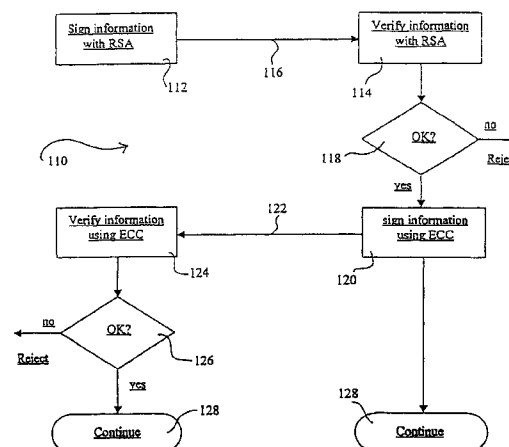 Sign information
with RSA
112
116
Verify information
with RSA
114
110
118
OK?
no
Reject
yes
Verify information
using ECC
124
122
sign information
using ECC
120
no
OK?
126
Reject
yes
Continue
128
128
Continue